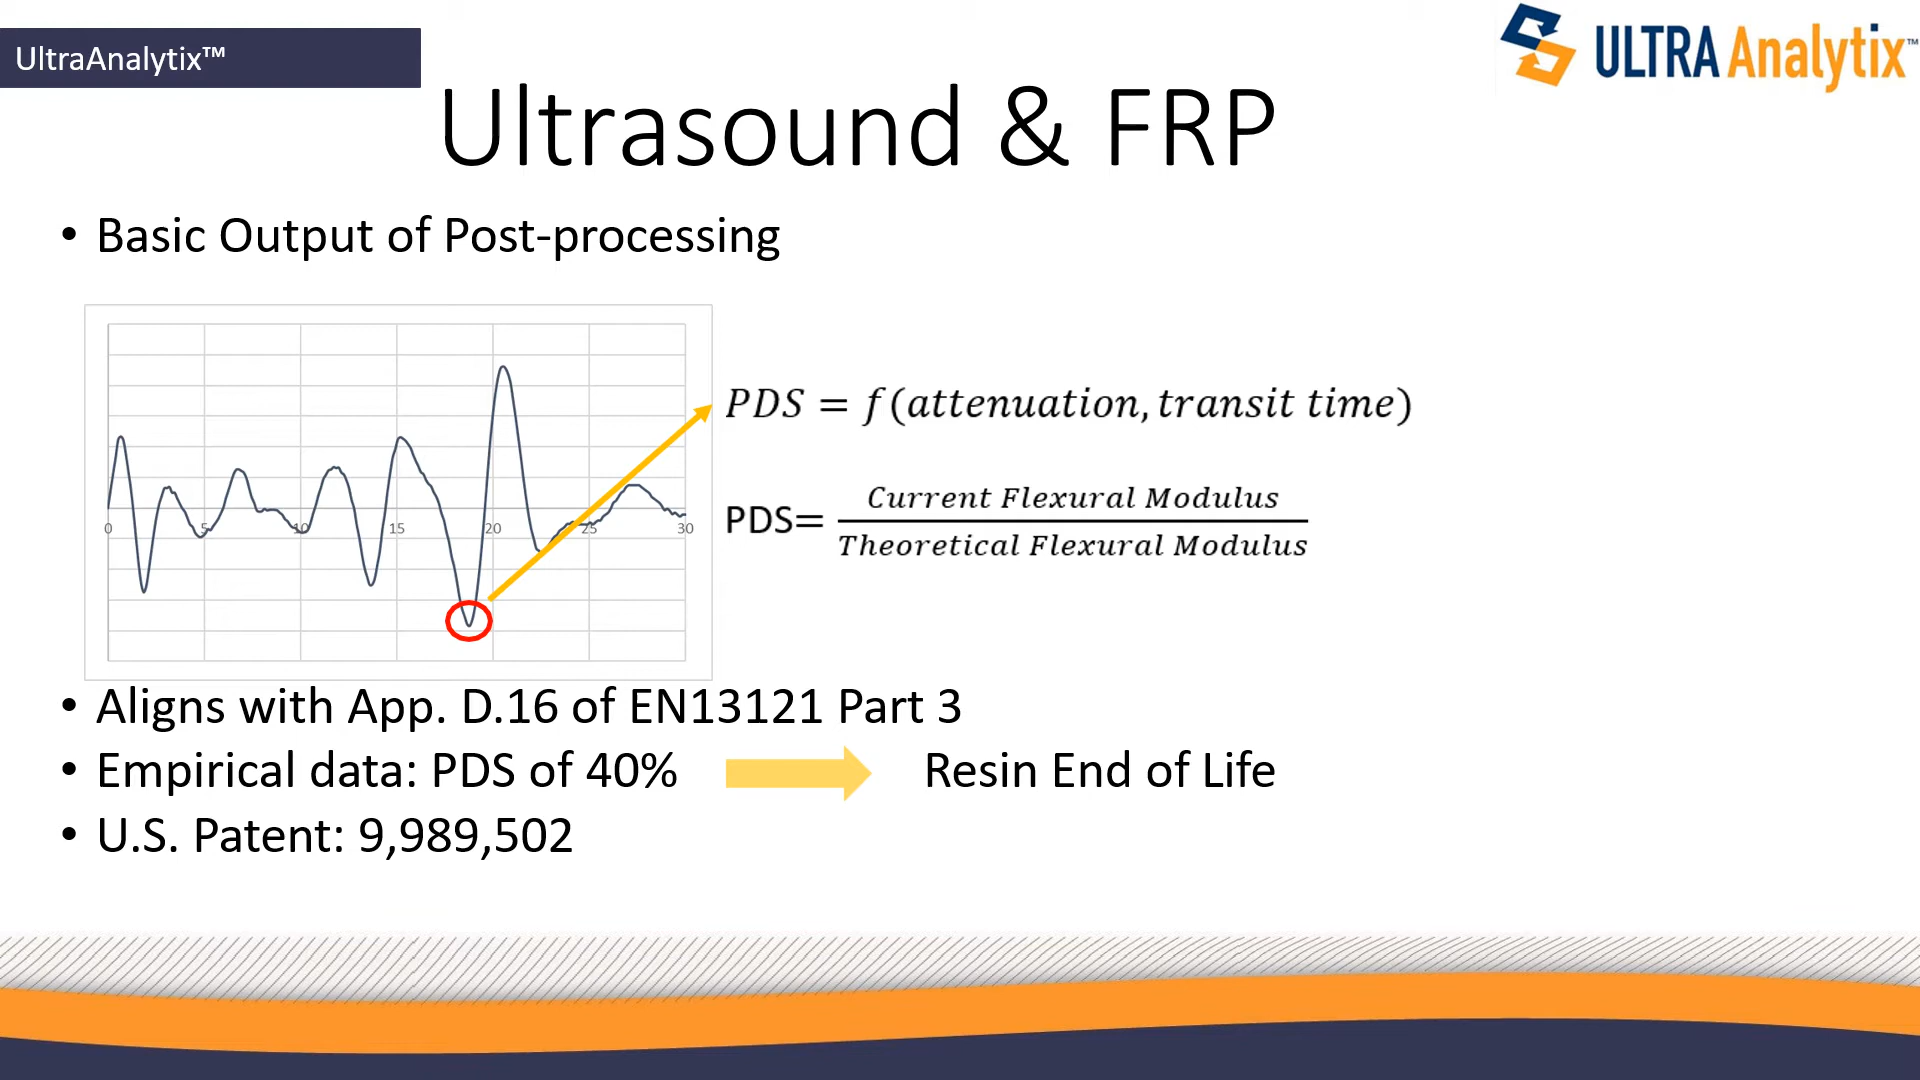 UltraAnalytix™
ULTRA Analytix™
Ultrasound & FRP
• Basic Output of Post-processing
0 5 10 15 20 25 30
PDS = f(attenuation, transit time)
PDS= Current Flexural Modulus
Theoretical Flexural Modulus
• Aligns with App. D.16 of EN13121 Part 3
• Empirical data: PDS of 40% Resin End of Life
• U.S. Patent: 9,989,502